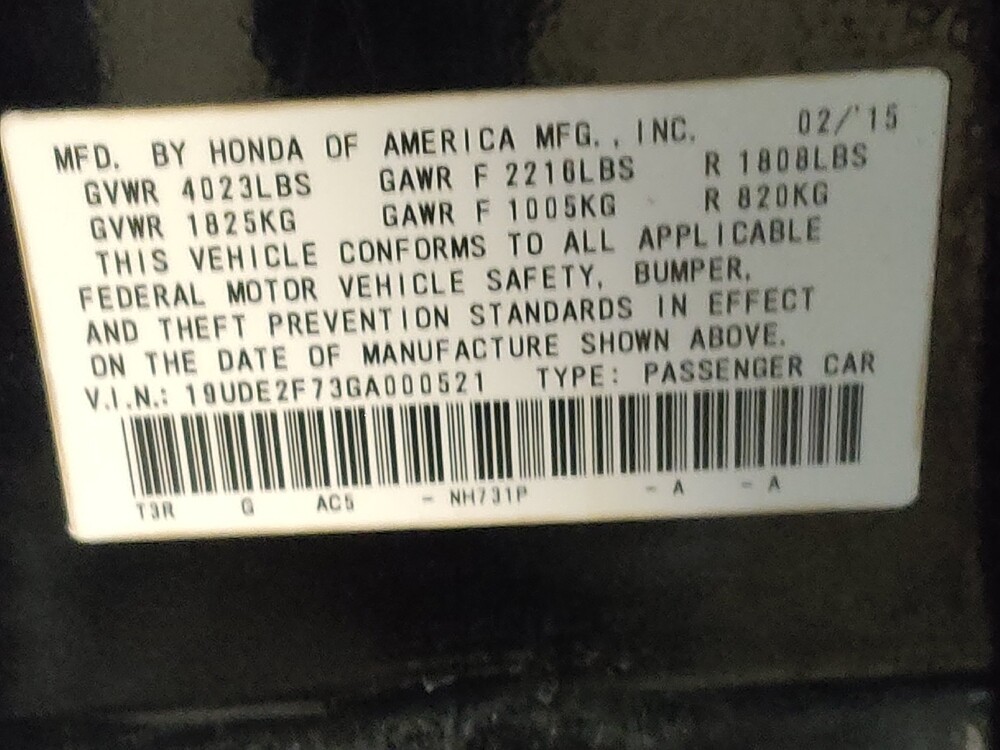 MFD. BY HONDA OF AMERICA MFG., INC. 02/'15
GVWR 4023LBS GAWR F 2216LBS R 1808LBS
GVWR 1825KG GAWR F 1005KG R 820KG
THIS VEHICLE CONFORMS TO ALL APPLICABLE
FEDERAL MOTOR VEHICLE SAFETY, BUMPER,
AND THEFT PREVENTION STANDARDS IN EFFECT
ON THE DATE OF MANUFACTURE SHOWN ABOVE.
V.I.N.: 19UDE2F73GA000521 TYPE: PASSENGER CAR
T3R G AC5 - NH731P - A - A